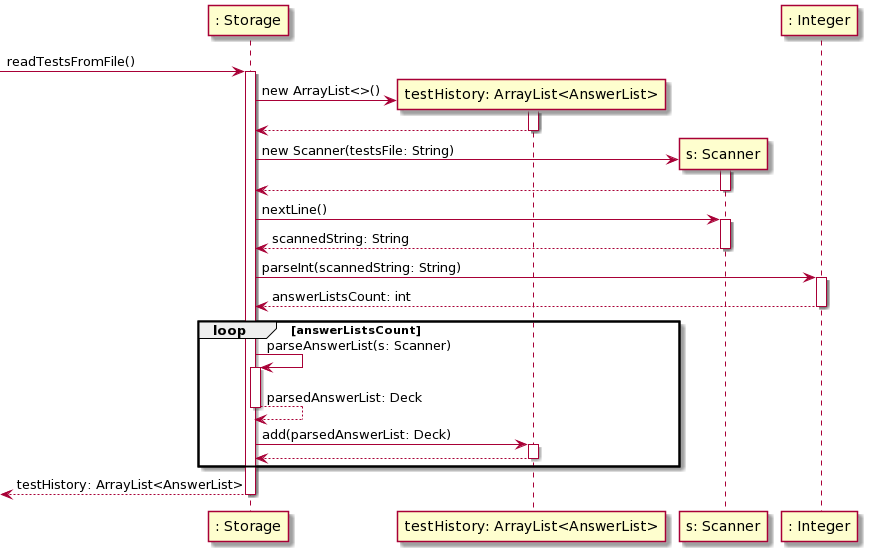 : Storage
: Integer
readTestsFromFile()
new ArrayList<>()
testHistory: ArrayList<AnswerList>
new Scanner(testsFile: String)
s: Scanner
nextLine()
scannedString: String
parseInt(scannedString: String)
answerListsCount: int
loop [answerListsCount]
parseAnswerList(s: Scanner)
parsedAnswerList: Deck
add(parsedAnswerList: Deck)
testHistory: ArrayList<AnswerList>
: Storage
testHistory: ArrayList<AnswerList>
s: Scanner
: Integer